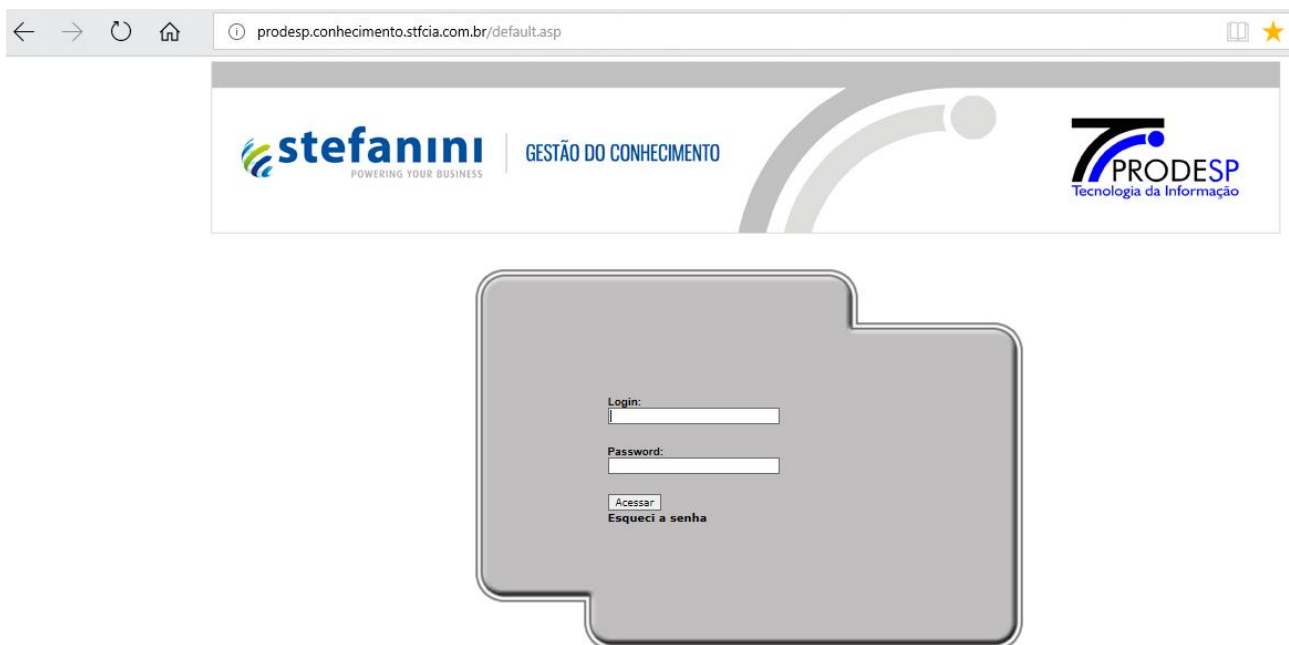 prodesp.conhecimento.stfcia.com.br/default.asp
stefanini
POWERING YOUR BUSINESS
GESTÃO DO CONHECIMENTO
PRODESP
Tecnologia da Informação
Login:
Password:
Acessar
Esqueci a senha